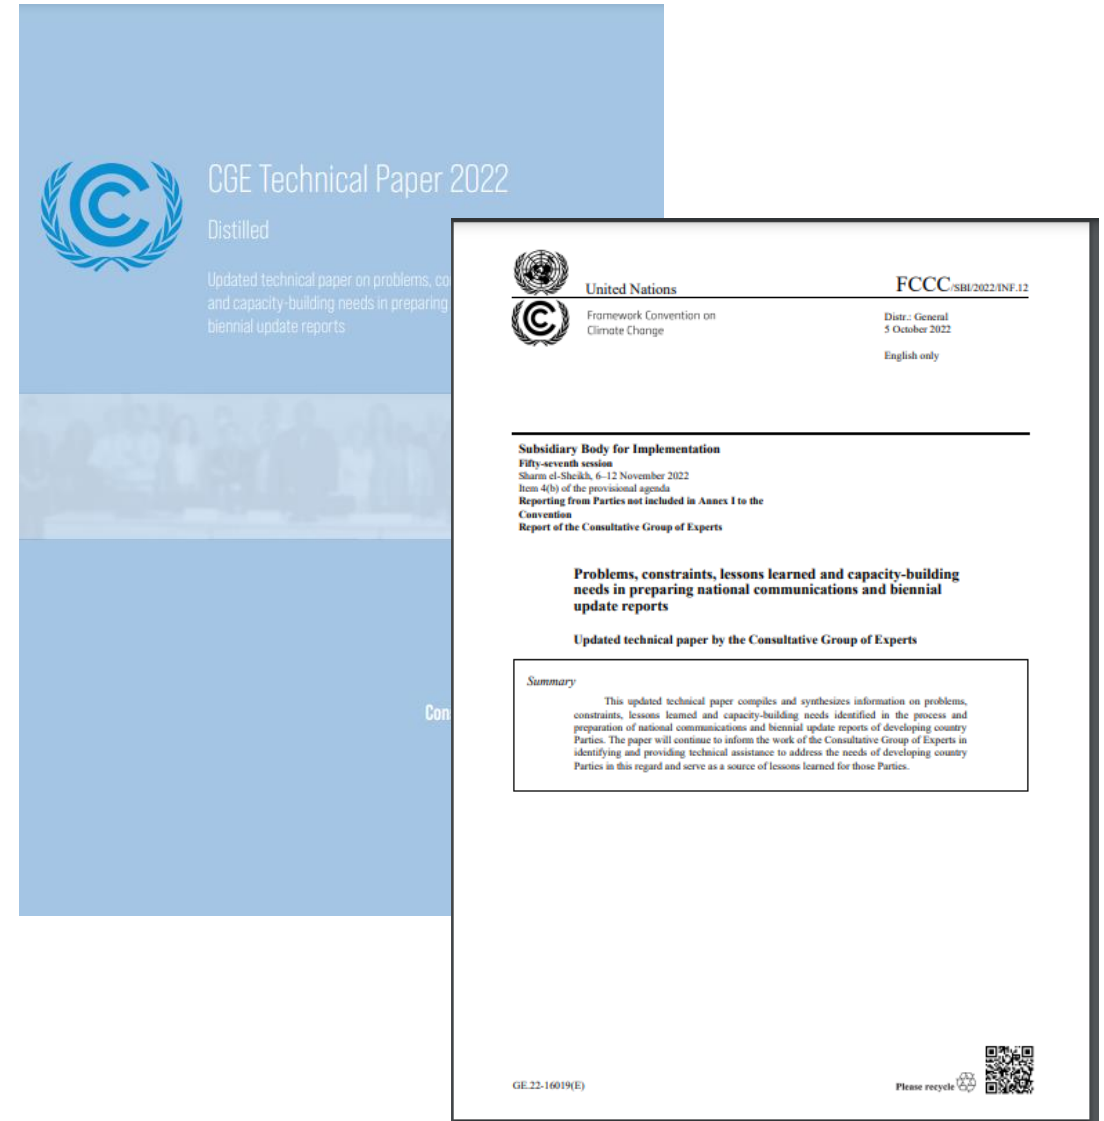 CGE Technical Paper 2022
Distilled
Updated technical paper on problems, co
and capacity-building needs in preparing
biennial update reports
Con
United Nations
FCCC/SBI/2022/INF.12
Framework Convention on
Climate Change
Distr.: General
5 October 2022
English only
Subsidiary Body for Implementation
Fifty-seventh session
Sharm el-Sheikh, 6–12 November 2022
Item 4(b) of the provisional agenda
Reporting from Parties not included in Annex I to the
Convention
Report of the Consultative Group of Experts
Problems, constraints, lessons learned and capacity-building
needs in preparing national communications and biennial
update reports
Updated technical paper by the Consultative Group of Experts
Summary
This updated technical paper compiles and synthesizes information on problems,
constraints, lessons learned and capacity-building needs identified in the process and
preparation of national communications and biennial update reports of developing country
Parties. The paper will continue to inform the work of the Consultative Group of Experts in
identifying and providing technical assistance to address the needs of developing country
Parties in this regard and serve as a source of lessons learned for those Parties.
GE.22-16019(E)
Please recycle